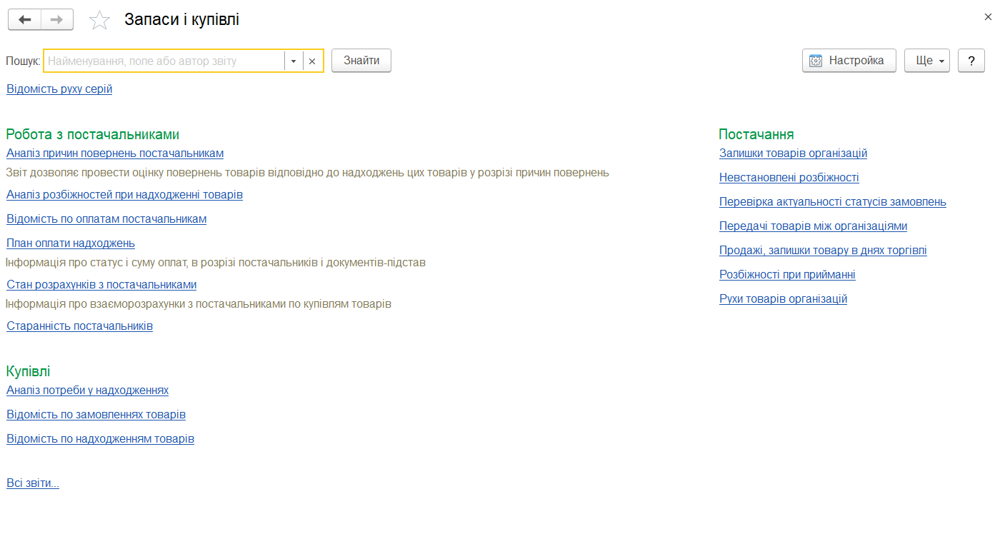 Запаси і купівлі
Пошук: Найменування, поле або автор звіту Знайти Настройка Ще ?
Відомість руху серій
Робота з постачальниками
Аналіз причин повернень постачальникам
Звіт дозволяє провести оцінку повернень товарів відповідно до надходжень цих товарів у розрізі причин повернень
Аналіз розбіжностей при надходженні товарів
Відомість по оплатам постачальникам
План оплати надходжень
Інформація про статус і суму оплат, в розрізі постачальників і документів-підстав
Стан розрахунків з постачальниками
Інформація про взаєморозрахунки з постачальниками по купівлям товарів
Старанність постачальників
Постачання
Залишки товарів організацій
Невстановлені розбіжності
Перевірка актуальності статусів замовлень
Передачі товарів між організаціями
Продажі, залишки товару в днях торгівлі
Розбіжності при прийманні
Рухи товарів організацій
Купівлі
Аналіз потреби у надходженнях
Відомість по замовленнях товарів
Відомість по надходженням товарів
Всі звіти...